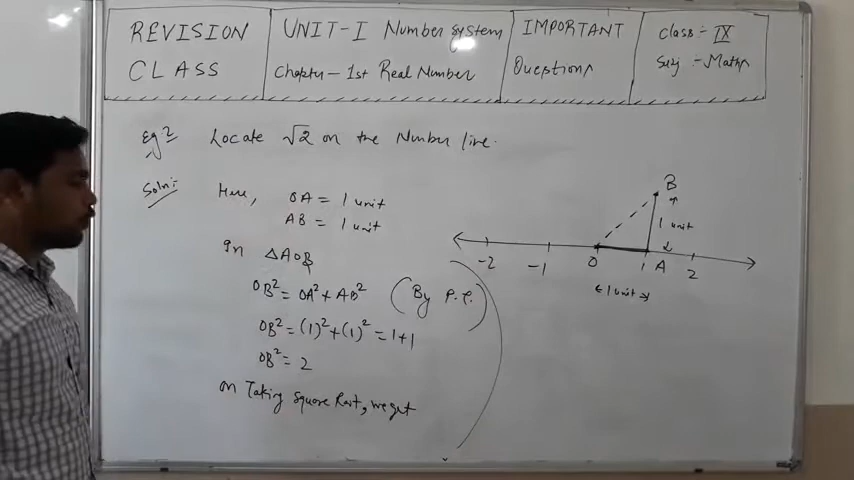 REVISION CLASS
UNIT-I Number system
Chapter - 1st Real Number
IMPORTANT Questions
Class :- IX
Subj :- Maths
Eg 2 Locate √2 on the Number line.
Soln:- Here, OA = 1 unit
AB = 1 unit
In △AOB
OB² = OA² + AB² (By P.T.)
OB² = (1)² + (1)² = 1+1
OB² = 2
On Taking Square Root, we get
B
1 unit
-2 -1 0 1 A 2
1 unit